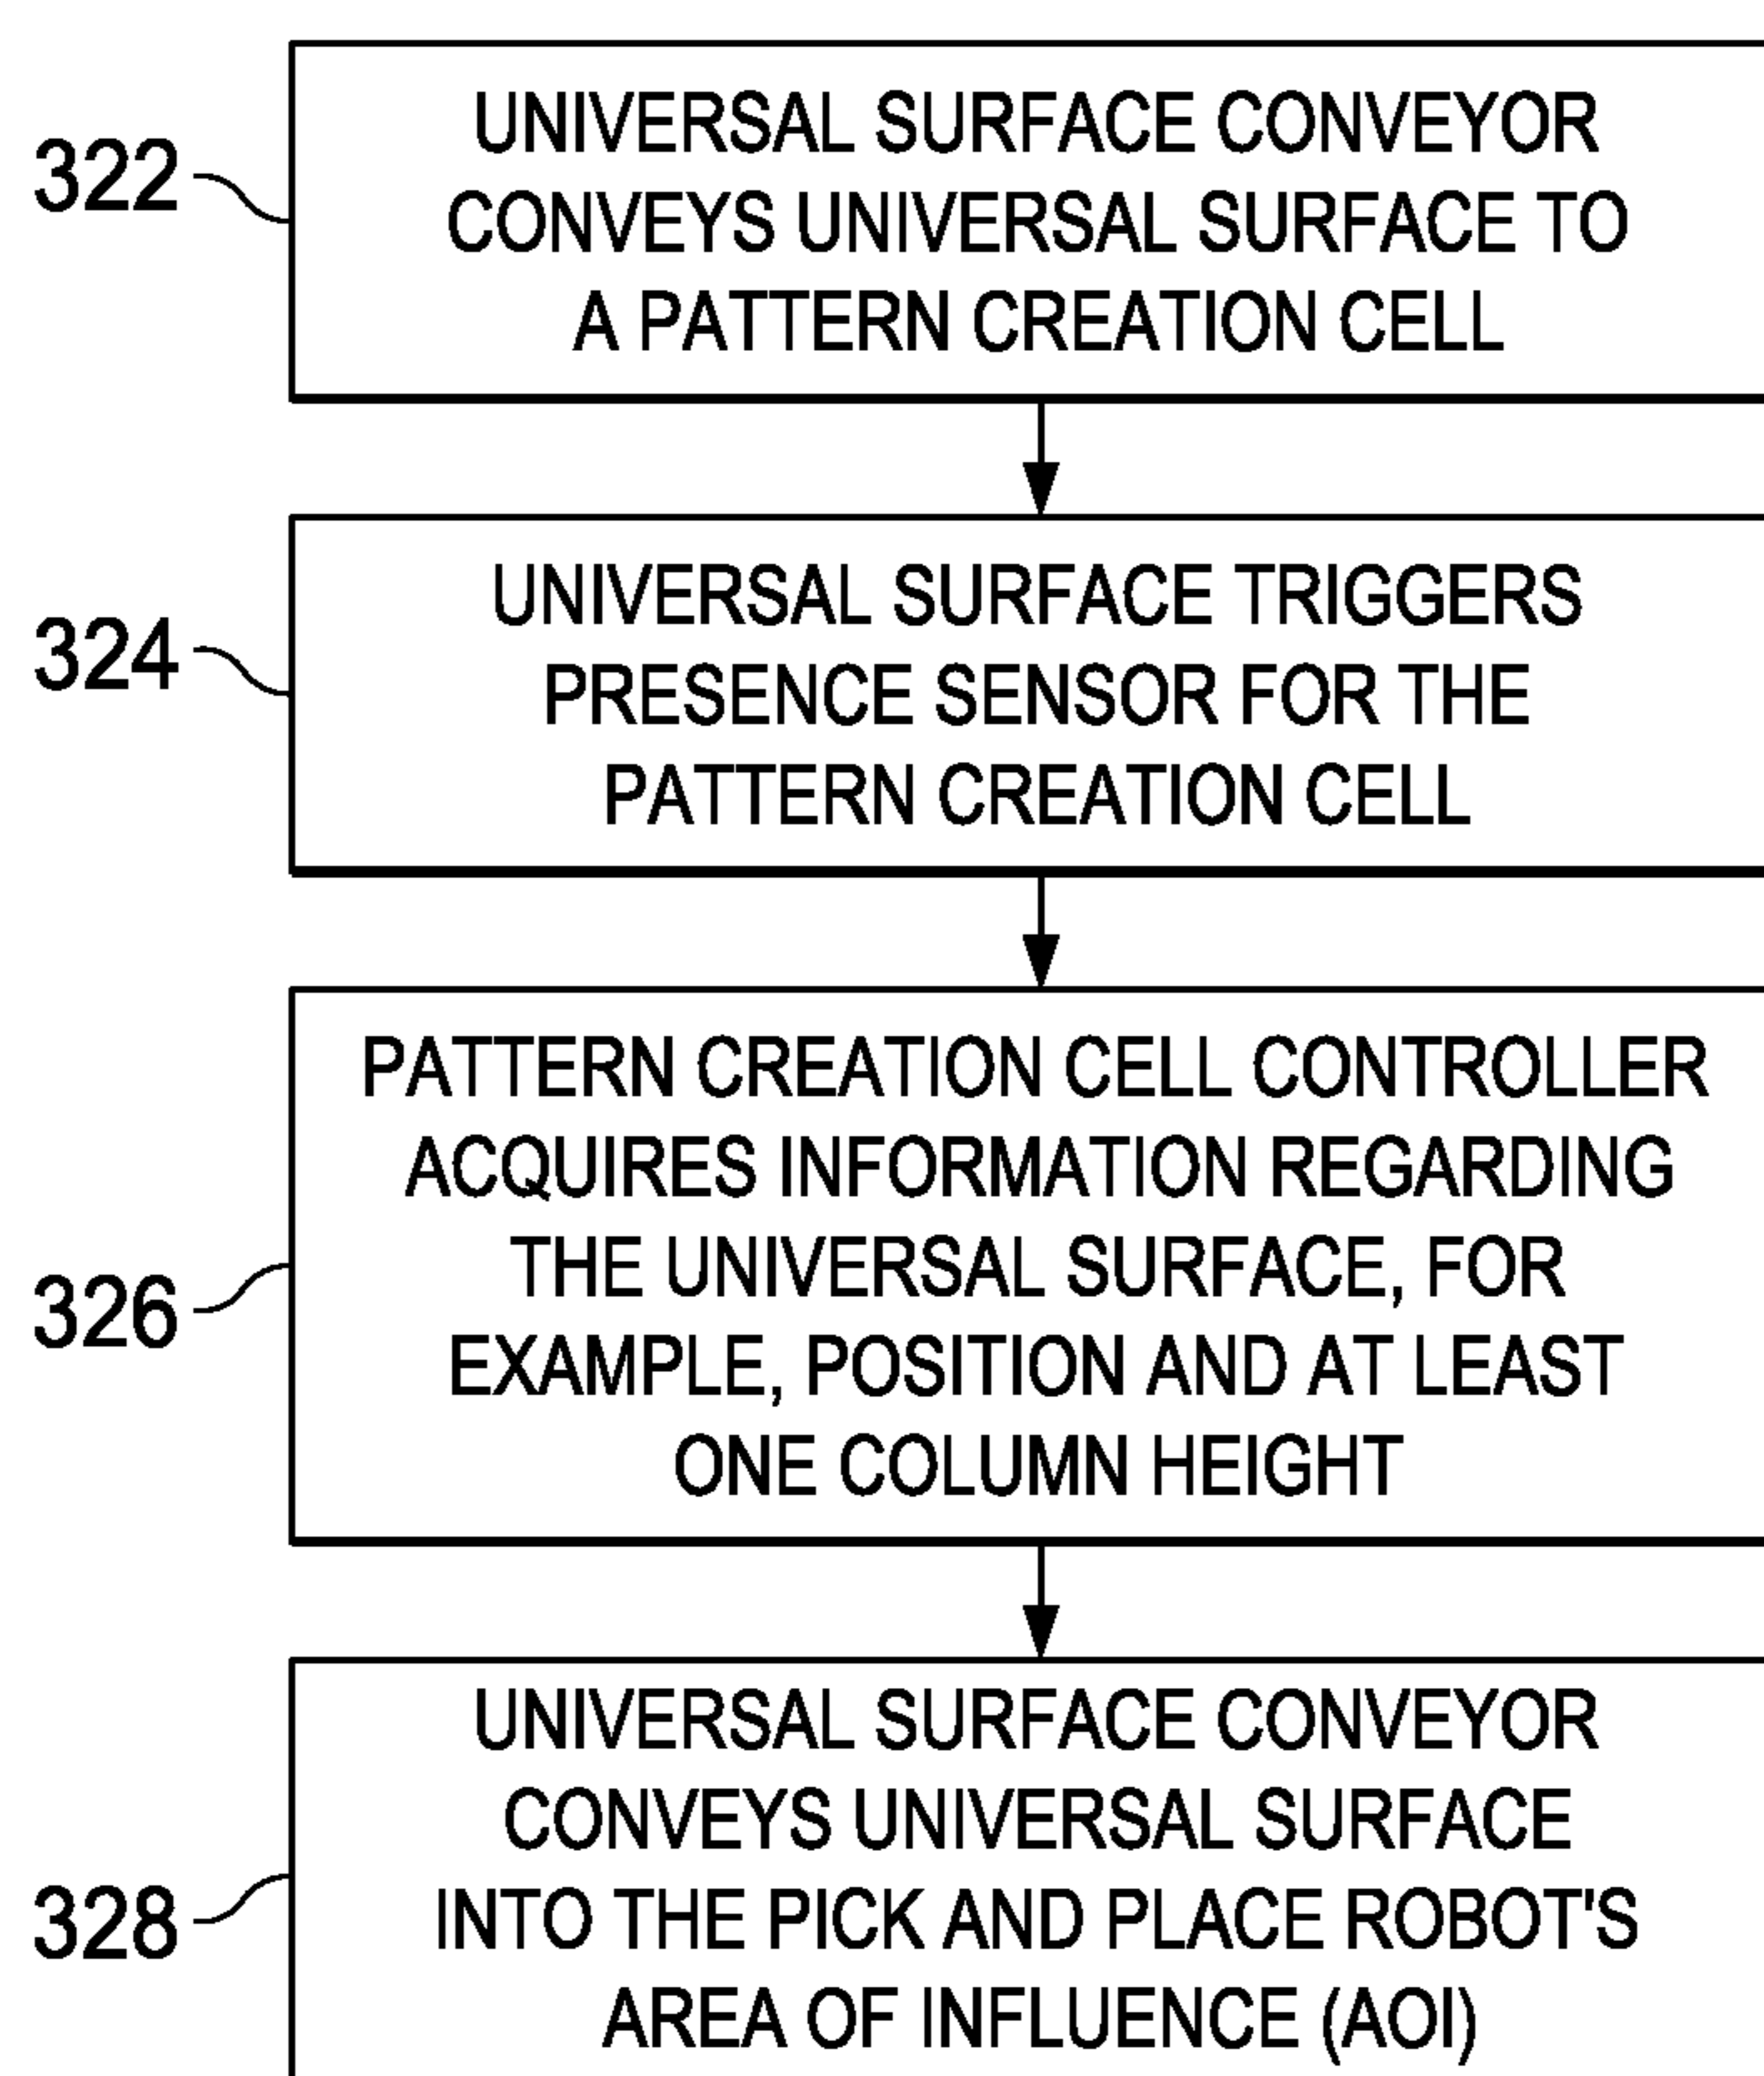 322
UNIVERSAL SURFACE CONVEYOR
CONVEYS UNIVERSAL SURFACE TO
A PATTERN CREATION CELL
324
UNIVERSAL SURFACE TRIGGERS
PRESENCE SENSOR FOR THE
PATTERN CREATION CELL
326
PATTERN CREATION CELL CONTROLLER
ACQUIRES INFORMATION REGARDING
THE UNIVERSAL SURFACE, FOR
EXAMPLE, POSITION AND AT LEAST
ONE COLUMN HEIGHT
328
UNIVERSAL SURFACE CONVEYOR
CONVEYS UNIVERSAL SURFACE
INTO THE PICK AND PLACE ROBOT'S
AREA OF INFLUENCE (AOI)